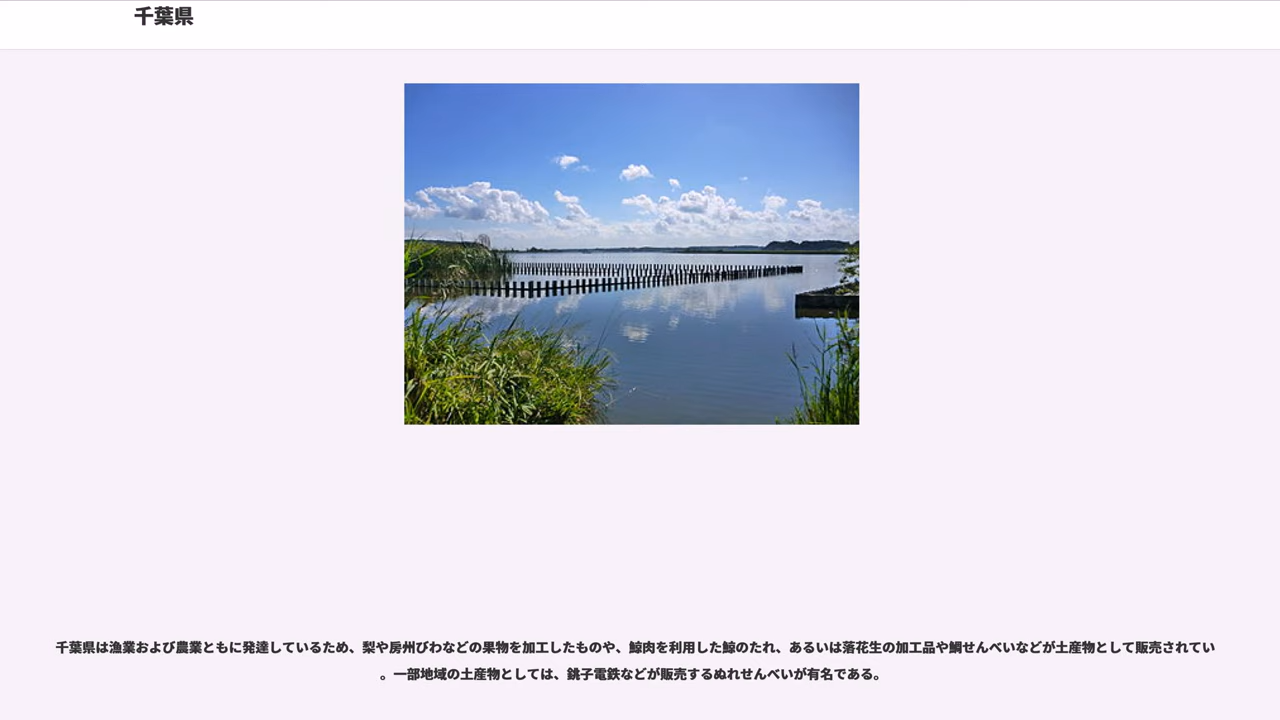 千葉県
千葉県は漁業および農業ともに発達しているため、梨や房州びわなどの果物を加工したものや、鯨肉を利用した鯨のたれ、あるいは落花生の加工品や鯛せんべいなどが土産物として販売されてい
。一部地域の土産物としては、銚子電鉄などが販売するぬれせんべいが有名である。